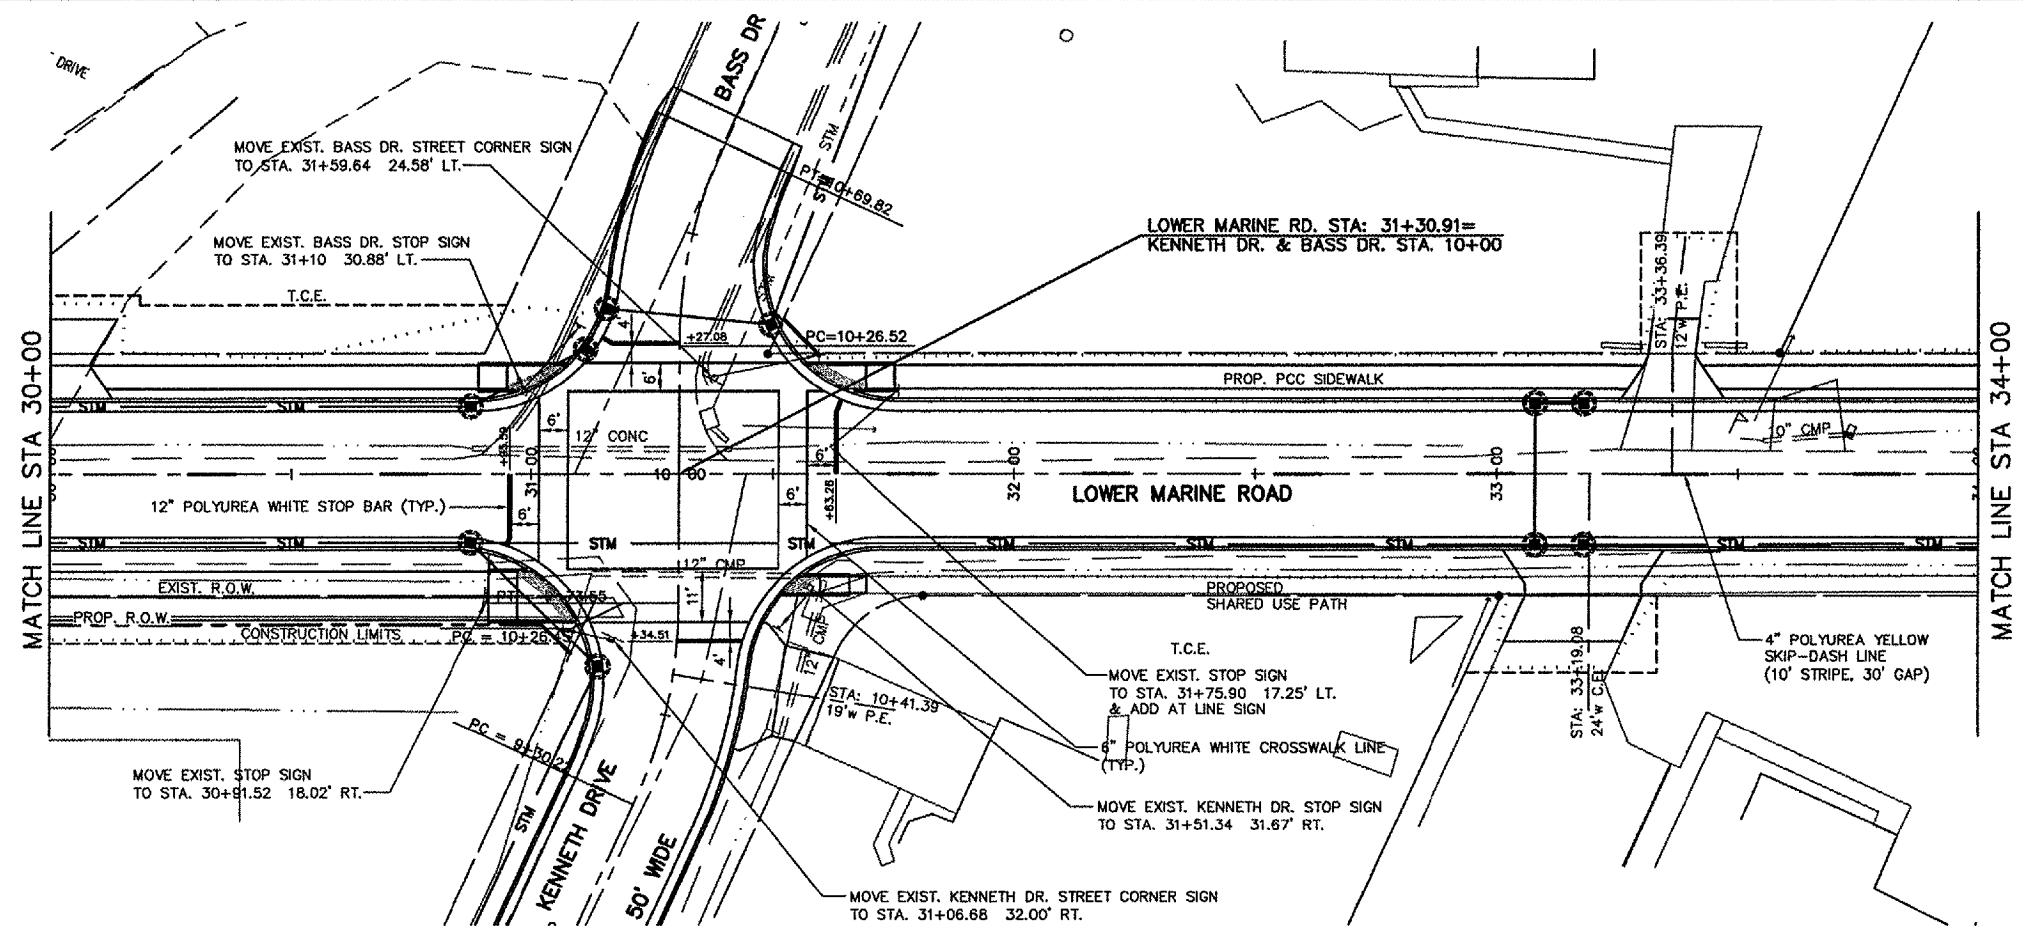 DRIVE
BASS DR
STM
MOVE EXIST. BASS DR. STREET CORNER SIGN
TO STA. 31+59.64 24.58' LT.
STM
PT=10+69.82
LOWER MARINE RD. STA: 31+30.91=
KENNETH DR. & BASS DR. STA. 10+00
MOVE EXIST. BASS DR. STOP SIGN
TO STA. 31+10 30.88' LT.
T.C.E.
STA: 33+36.39
12'w P.E.
MATCH LINE STA 30+00
MATCH LINE STA 34+00
4'
+27.08
PC=10+26.52
6'
PROP. PCC SIDEWALK
STM
STM
6'
12" CONC
6'
31+00
10+00
32+00
33+00
LOWER MARINE ROAD
12" POLYUREA WHITE STOP BAR (TYP.)
6'
6'
+63.26
STM
STM
STM
STM
STM
STM
STM
STM
STM
12" CMP
EXIST. R.O.W.
PROP. R.O.W.
CONSTRUCTION LIMITS
11'
+34.51
4'
12" CMP
PROPOSED
SHARED USE PATH
T.C.E.
STA: 33+19.08
24'w C.E.
4" POLYUREA YELLOW
SKIP-DASH LINE
(10' STRIPE, 30' GAP)
MOVE EXIST. STOP SIGN
TO STA. 31+75.90 17.25' LT.
& ADD AT LINE SIGN
STA: 10+41.39
19'w P.E.
6" POLYUREA WHITE CROSSWALK LINE
(TYP.)
MOVE EXIST. STOP SIGN
TO STA. 30+91.52 18.02' RT.
STM
KENNETH DRIVE
50' WIDE
MOVE EXIST. KENNETH DR. STOP SIGN
TO STA. 31+51.34 31.67' RT.
MOVE EXIST. KENNETH DR. STREET CORNER SIGN
TO STA. 31+06.68 32.00' RT.